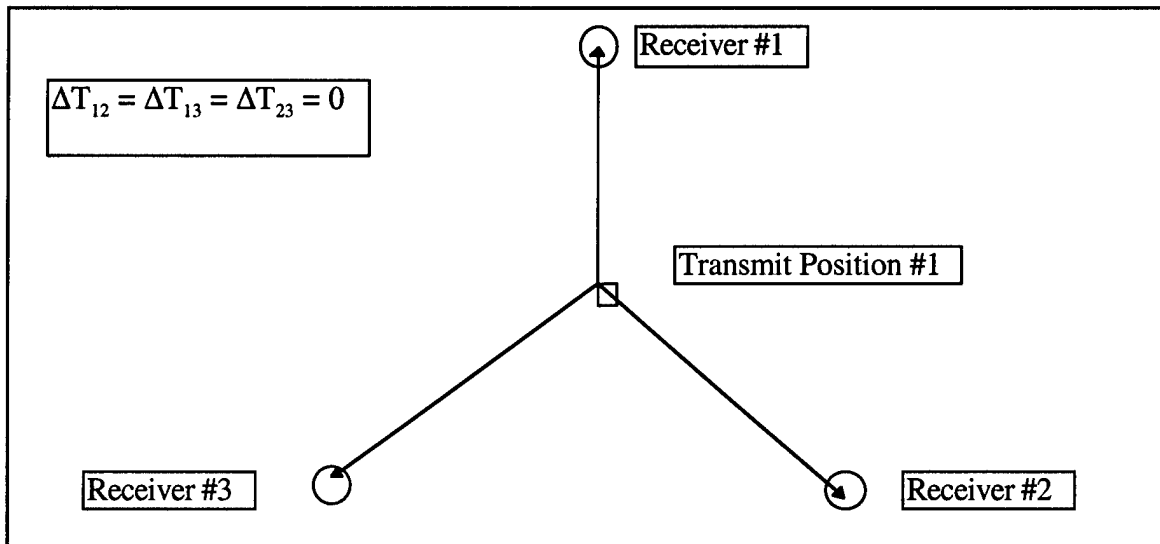 Receiver #1
ΔT₁₂ = ΔT₁₃ = ΔT₂₃ = 0
Transmit Position #1
Receiver #3
Receiver #2